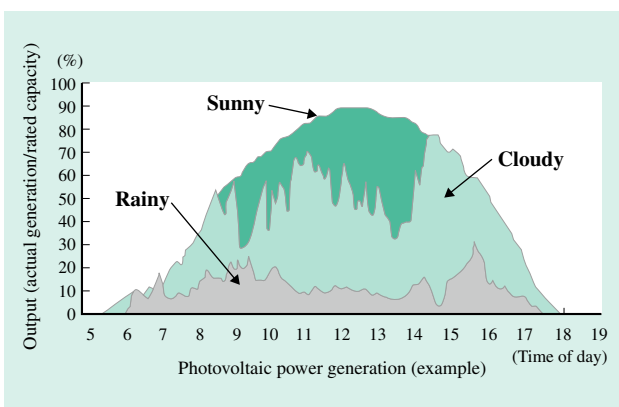 (%)
Output (actual generation/rated capacity)
100
90
80
70
60
50
40
30
20
10
0
Sunny
Cloudy
Rainy
5 6 7 8 9 10 11 12 13 14 15 16 17 18 19
(Time of day)
Photovoltaic power generation (example)